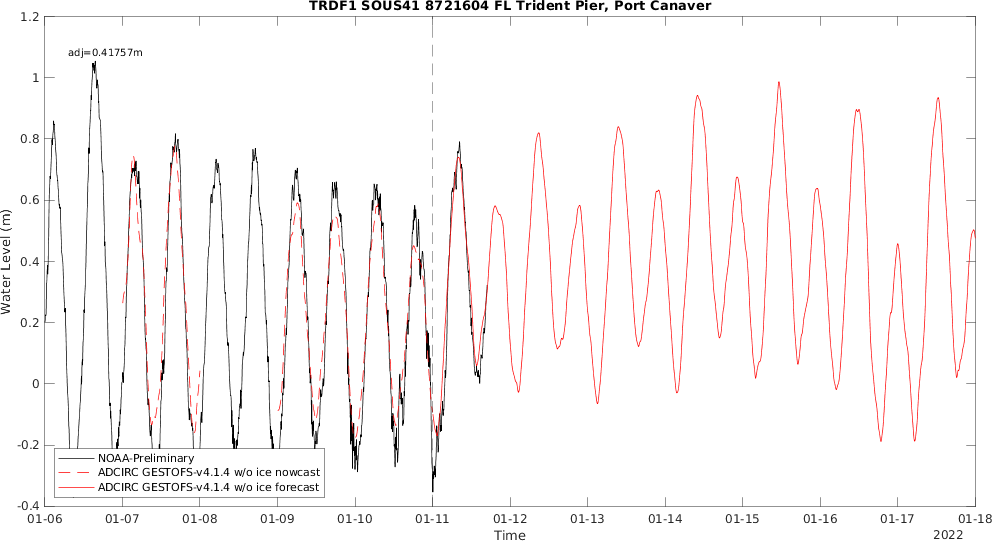 TRDF1 SOUS41 8721604 FL Trident Pier, Port Canaver
adj=0.41757m
Water Level (m)
1.2
1
0.8
0.6
0.4
0.2
0
-0.2
-0.4
NOAA-Preliminary
ADCIRC GESTOFS-v4.1.4 w/o ice nowcast
ADCIRC GESTOFS-v4.1.4 w/o ice forecast
01-06 01-07 01-08 01-09 01-10 01-11 01-12 01-13 01-14 01-15 01-16 01-17 01-18
Time
2022